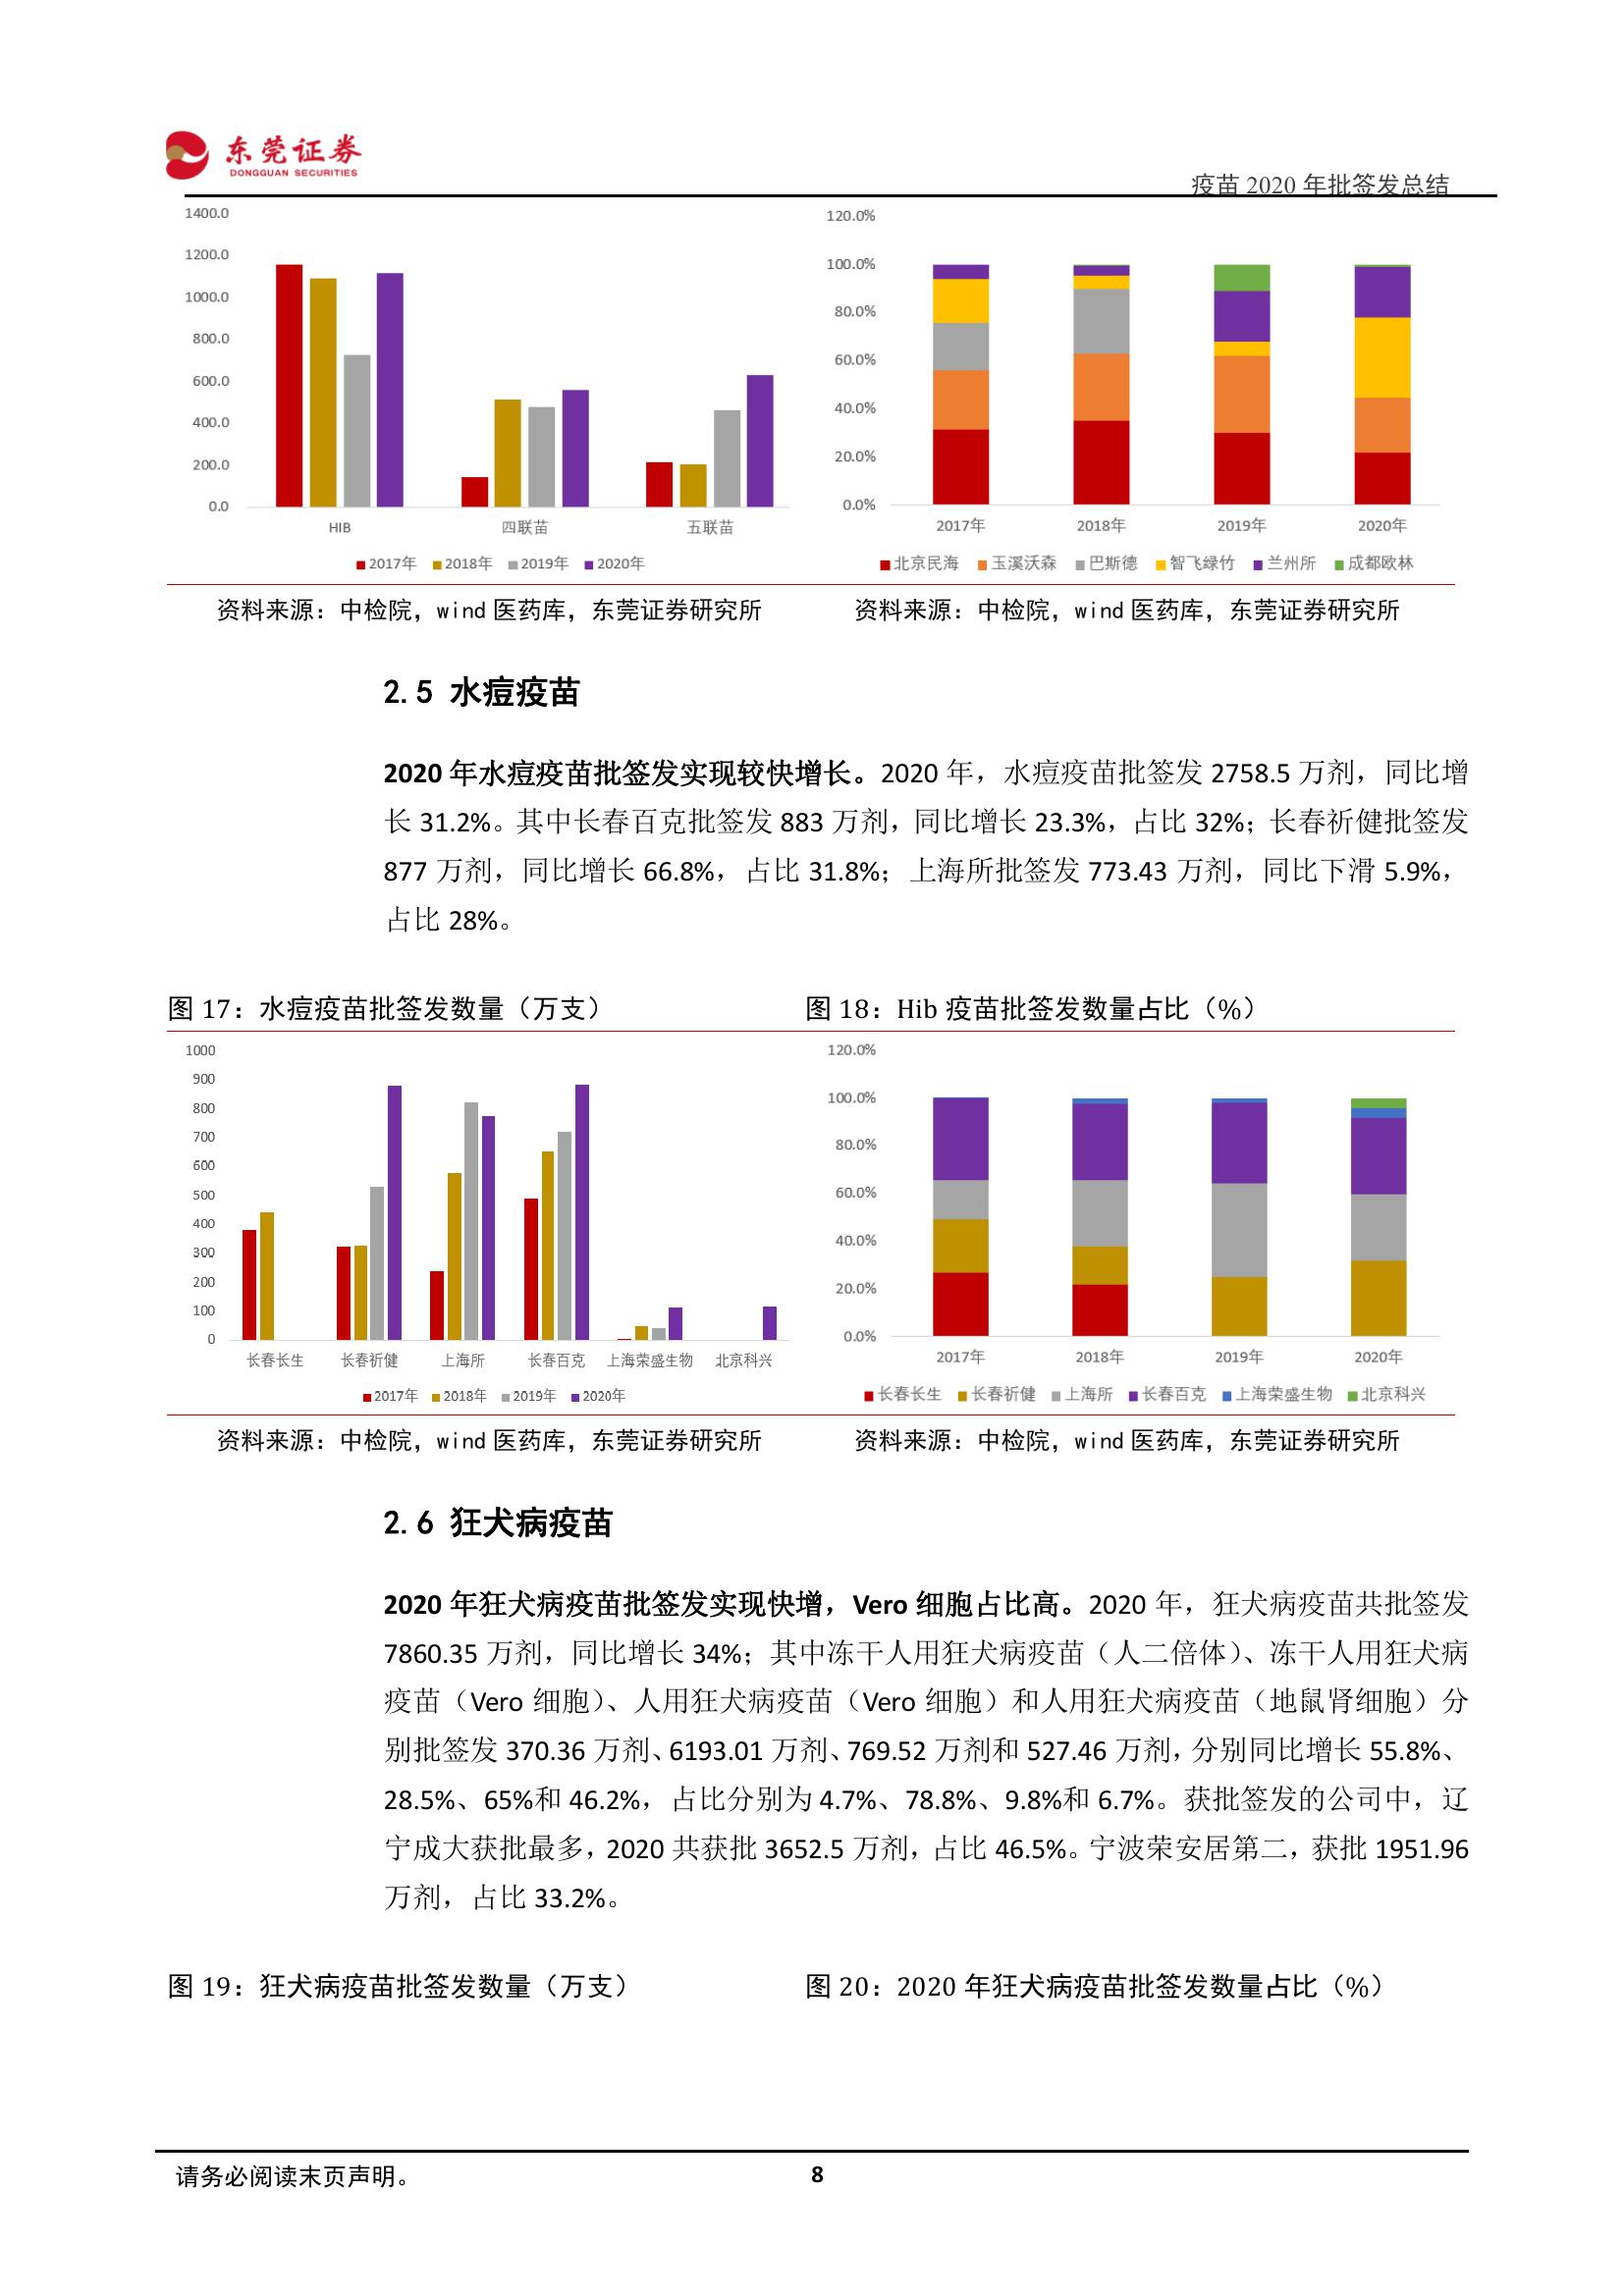 东莞证券
DONGGUAN SECURITIES
疫苗 2020 年批签发总结
1400.0
1200.0
1000.0
800.0
600.0
400.0
200.0
0.0
HIB 四联苗 五联苗
2017年 2018年 2019年 2020年
120.0%
100.0%
80.0%
60.0%
40.0%
20.0%
0.0%
2017年 2018年 2019年 2020年
北京民海 玉溪沃森 巴斯德 智飞绿竹 兰州所 成都欧林
资料来源：中检院，wind 医药库，东莞证券研究所
资料来源：中检院，wind 医药库，东莞证券研究所
2.5 水痘疫苗
2020 年水痘疫苗批签发实现较快增长。2020 年，水痘疫苗批签发 2758.5 万剂，同比增
长 31.2%。其中长春百克批签发 883 万剂，同比增长 23.3%，占比 32%；长春祈健批签发
877 万剂，同比增长 66.8%，占比 31.8%；上海所批签发 773.43 万剂，同比下滑 5.9%，
占比 28%。
图 17：水痘疫苗批签发数量（万支）
图 18：Hib 疫苗批签发数量占比（%）
1000
900
800
700
600
500
400
300
200
100
0
长春长生 长春祈健 上海所 长春百克 上海荣盛生物 北京科兴
2017年 2018年 2019年 2020年
120.0%
100.0%
80.0%
60.0%
40.0%
20.0%
0.0%
2017年 2018年 2019年 2020年
长春长生 长春祈健 上海所 长春百克 上海荣盛生物 北京科兴
资料来源：中检院，wind 医药库，东莞证券研究所
资料来源：中检院，wind 医药库，东莞证券研究所
2.6 狂犬病疫苗
2020 年狂犬病疫苗批签发实现快增，Vero 细胞占比高。2020 年，狂犬病疫苗共批签发
7860.35 万剂，同比增长 34%；其中冻干人用狂犬病疫苗（人二倍体）、冻干人用狂犬病
疫苗（Vero 细胞）、人用狂犬病疫苗（Vero 细胞）和人用狂犬病疫苗（地鼠肾细胞）分
别批签发 370.36 万剂、6193.01 万剂、769.52 万剂和 527.46 万剂，分别同比增长 55.8%、
28.5%、65%和 46.2%，占比分别为 4.7%、78.8%、9.8%和 6.7%。获批签发的公司中，辽
宁成大获批最多，2020 共获批 3652.5 万剂，占比 46.5%。宁波荣安居第二，获批 1951.96
万剂，占比 33.2%。
图 19：狂犬病疫苗批签发数量（万支）
图 20：2020 年狂犬病疫苗批签发数量占比（%）
请务必阅读末页声明。
8